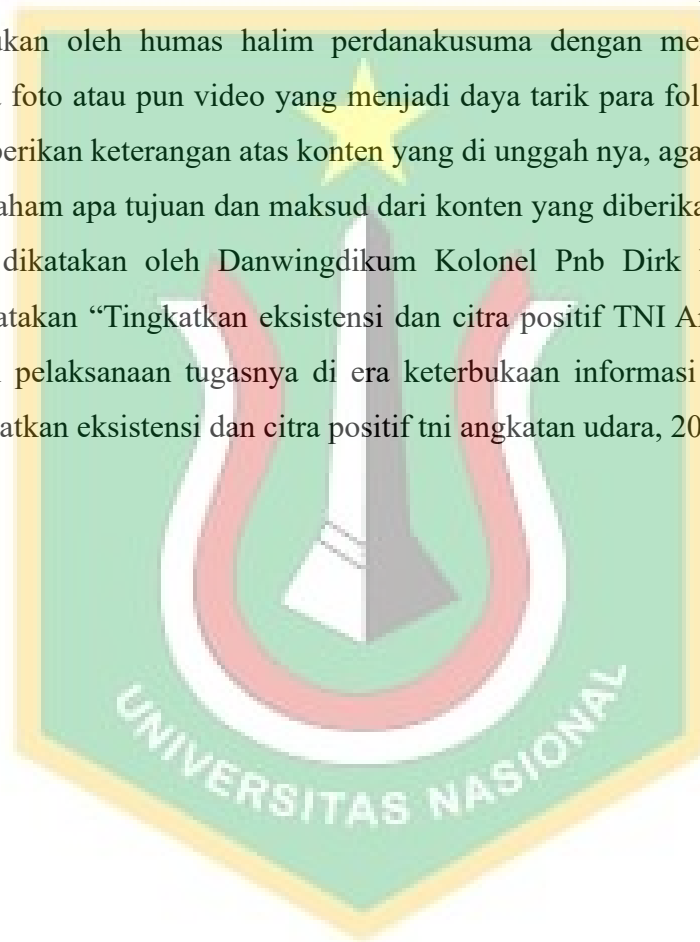 ukan oleh humas halim perdanakusuma dengan me
foto atau pun video yang menjadi daya tarik para fol
berikan keterangan atas konten yang di unggah nya, aga
aham apa tujuan dan maksud dari konten yang diberika
dikatakan oleh Danwingdikum Kolonel Pnb Dirk
atakan “Tingkatkan eksistensi dan citra positif TNI A
pelaksanaan tugasnya di era keterbukaan informasi
atkan eksistensi dan citra positif tni angkatan udara, 20
UNIVERSITAS NASIONAL